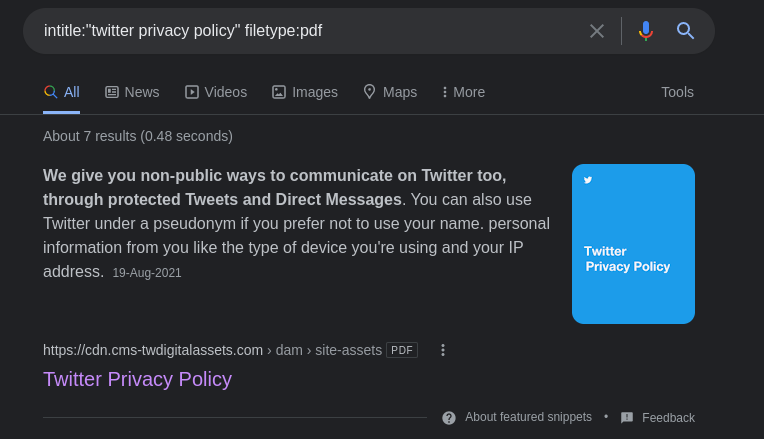 intitle:"twitter privacy policy" filetype:pdf
All News Videos Images Maps More Tools
About 7 results (0.48 seconds)
We give you non-public ways to communicate on Twitter too,
through protected Tweets and Direct Messages. You can also use
Twitter under a pseudonym if you prefer not to use your name. personal
information from you like the type of device you're using and your IP
address. 19-Aug-2021
Twitter
Privacy Policy
https://cdn.cms-twdigitalassets.com › dam › site-assets PDF
Twitter Privacy Policy
About featured snippets • Feedback